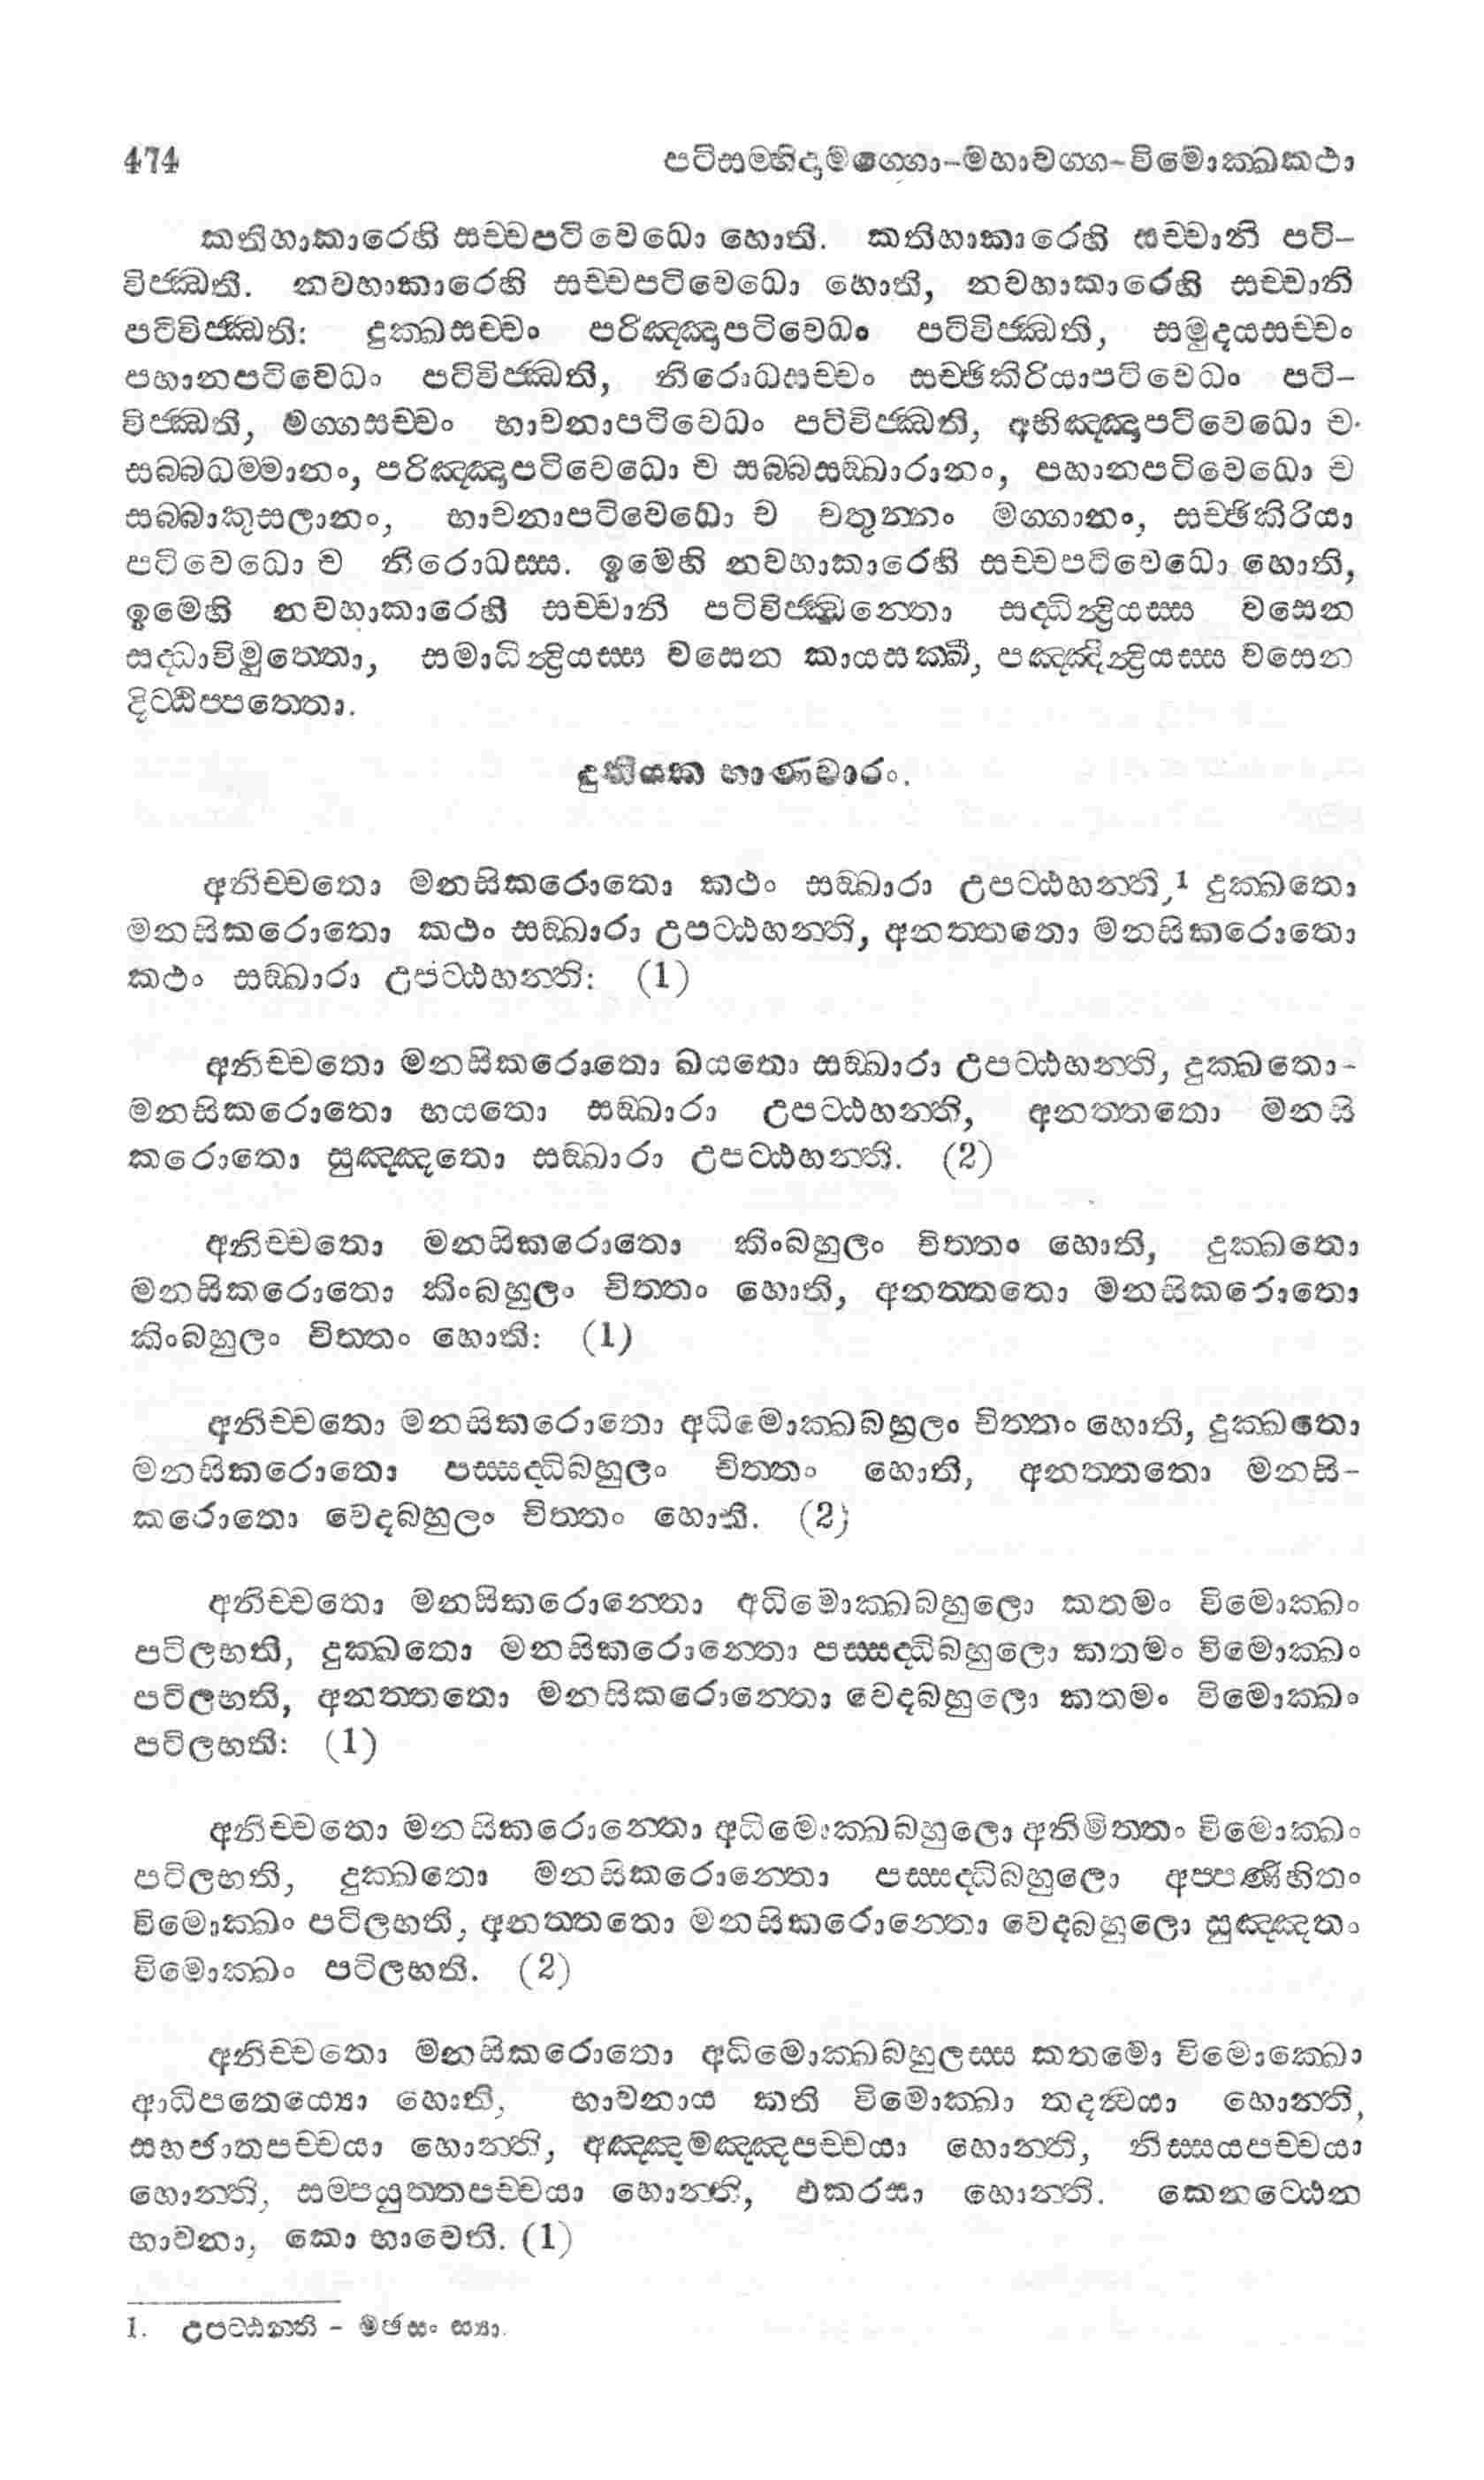 474 පටිසම්භිදාමග්ගො-මහාවග්ග-විමොක්ඛකථා
කතිහාකාරෙහි සච්චපටිවෙධො හොති. කතිහාකාරෙහි සච්චානි පටි-
විජ්ඣති. නවහාකාරෙහි සච්චපටිවෙධො හොති, නවහාකාරෙහි සච්චානි
පටිවිජ්ඣති: දුක්ඛසච්චං පරිඤ්ඤාපටිවෙධං පටිවිජ්ඣති, සමුදයසච්චං
පහානපටිවෙධං පටිවිජ්ඣති, නිරොධසච්චං සච්ඡිකිරියාපටිවෙධං පටි-
විජ්ඣති, මග්ගසච්චං භාවනාපටිවෙධං පටිවිජ්ඣති, අභිඤ්ඤාපටිවෙධො ච
සබ්බධම්මානං, පරිඤ්ඤාපටිවෙධො ච සබ්බසඞ්ඛාරානං, පහානපටිවෙධො ච
සබ්බාකුසලානං, භාවනාපටිවෙධො ච චතුන්නං මග්ගානං, සච්ඡිකිරියා
පටිවෙධො ච නිරොධස්ස. ඉමෙහි නවහාකාරෙහි සච්චපටිවෙධො හොති,
ඉමෙහි නවහාකාරෙහි සච්චානි පටිවිජ්ඣන්තො සද්ධින්ද්‍රියස්ස වසෙන
සද්ධාවිමුත්තො, සමාධින්ද්‍රියස්ස වසෙන කායසක්ඛී, පඤ්ඤින්ද්‍රියස්ස වසෙන
දිට්ඨිප්පත්තො.
දුතියක භාණවාරං.
අනිච්චතො මනසිකරොතො කථං සඞ්ඛාරා උපට්ඨහන්ති,1 දුක්ඛතො
මනසිකරොතො කථං සඞ්ඛාරා උපට්ඨහන්ති, අනත්තතො මනසිකරොතො
කථං සඞ්ඛාරා උපට්ඨහන්ති: (1)
අනිච්චතො මනසිකරොතො ඛයතො සඞ්ඛාරා උපට්ඨහන්ති, දුක්ඛතො-
මනසිකරොතො භයතො සඞ්ඛාරා උපට්ඨහන්ති, අනත්තතො මනසි
කරොතො සුඤ්ඤතො සඞ්ඛාරා උපට්ඨහන්ති. (2)
අනිච්චතො මනසිකරොතො කිංබහුලං චිත්තං හොති, දුක්ඛතො
මනසිකරොතො කිංබහුලං චිත්තං හොති, අනත්තතො මනසිකරොතො
කිංබහුලං චිත්තං හොති: (1)
අනිච්චතො මනසිකරොතො අධිමොක්ඛබහුලං චිත්තං හොති, දුක්ඛතො
මනසිකරොතො පස්සද්ධිබහුලං චිත්තං හොති, අනත්තතො මනසි-
කරොතො වෙදබහුලං චිත්තං හොති. (2)
අනිච්චතො මනසිකරොන්තො අධිමොක්ඛබහුලො කතමං විමොක්ඛං
පටිලභති, දුක්ඛතො මනසිකරොන්තො පස්සද්ධිබහුලො කතමං විමොක්ඛං
පටිලභති, අනත්තතො මනසිකරොන්තො වෙදබහුලො කතමං විමොක්ඛං
පටිලභති: (1)
අනිච්චතො මනසිකරොන්තො අධිමොක්ඛබහුලො අනිමිත්තං විමොක්ඛං
පටිලභති, දුක්ඛතො මනසිකරොන්තො පස්සද්ධිබහුලො අප්පණිහිතං
විමොක්ඛං පටිලභති, අනත්තතො මනසිකරොන්තො වෙදබහුලො සුඤ්ඤතං
විමොක්ඛං පටිලභති. (2)
අනිච්චතො මනසිකරොතො අධිමොක්ඛබහුලස්ස කතමො විමොක්ඛො
ආධිපතෙය්‍යො හොති, භාවනාය කති විමොක්ඛා තදන්වයා හොන්ති,
සහජාතපච්චයා හොන්ති, අඤ්ඤමඤ්ඤපච්චයා හොන්ති, නිස්සයපච්චයා
හොන්ති, සම්පයුත්තපච්චයා හොන්ති, එකරසා හොන්ති. කෙනට්ඨෙන
භාවනා, කො භාවෙති. (1)
1. උපට්ඨන්ති - මජසං ස්‍යා.